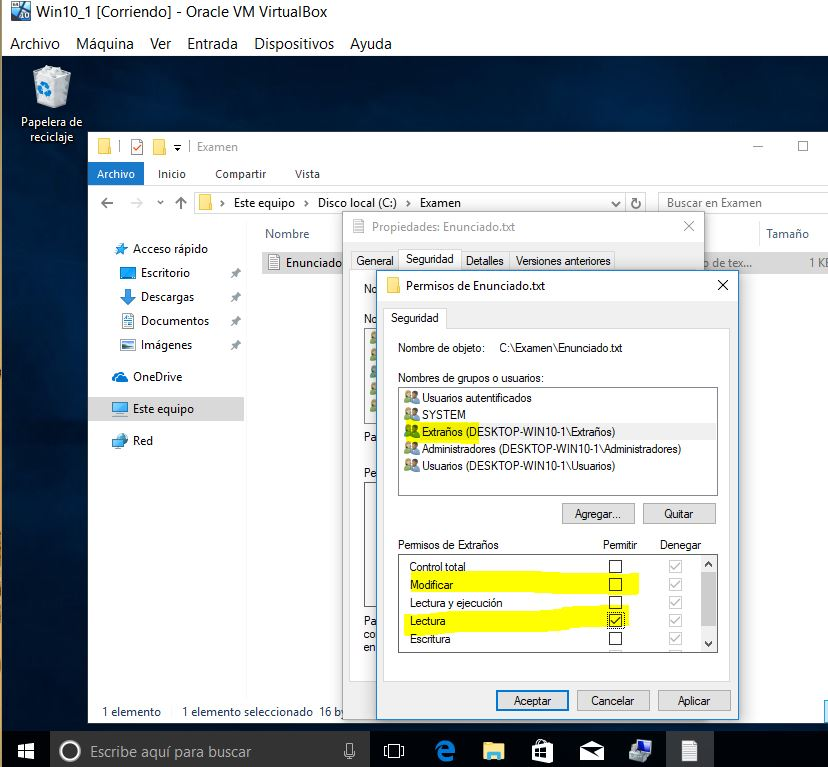 Win10_1 [Corriendo] - Oracle VM VirtualBox
Archivo Máquina Ver Entrada Dispositivos Ayuda
Papelera de
reciclaje
Examen
Archivo Inicio Compartir Vista
Este equipo Disco local (C:) Examen
Buscar en Examen
Nombre
Tamaño
Acceso rápido
Escritorio
Descargas
Documentos
Imágenes
OneDrive
Este equipo
Red
Enunciado
1 KB
Propiedades: Enunciado.txt
General Seguridad Detalles Versiones anteriores
Permisos de Enunciado.txt
Seguridad
Nombre de objeto: C:\Examen\Enunciado.txt
Nombres de grupos o usuarios:
Usuarios autentificados
SYSTEM
Extraños (DESKTOP-WIN10-1\Extraños)
Administradores (DESKTOP-WIN10-1\Administradores)
Usuarios (DESKTOP-WIN10-1\Usuarios)
Agregar... Quitar
Permisos de Extraños Permitir Denegar
Control total
Modificar
Lectura y ejecución
Lectura
Escritura
Aceptar Cancelar Aplicar
1 elemento 1 elemento seleccionado 16
Escribe aquí para buscar